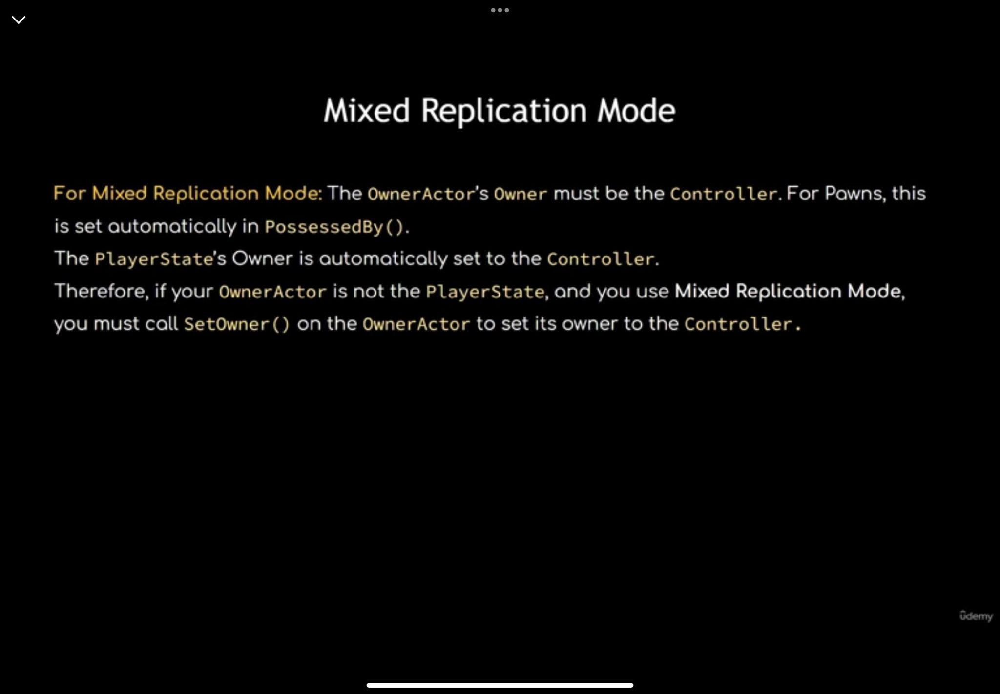 Mixed Replication Mode
For Mixed Replication Mode: The OwnerActor's Owner must be the Controller. For Pawns, this
is set automatically in PossessedBy().
The PlayerState's Owner is automatically set to the Controller.
Therefore, if your OwnerActor is not the PlayerState, and you use Mixed Replication Mode,
you must call SetOwner() on the OwnerActor to set its owner to the Controller.
ûdemy